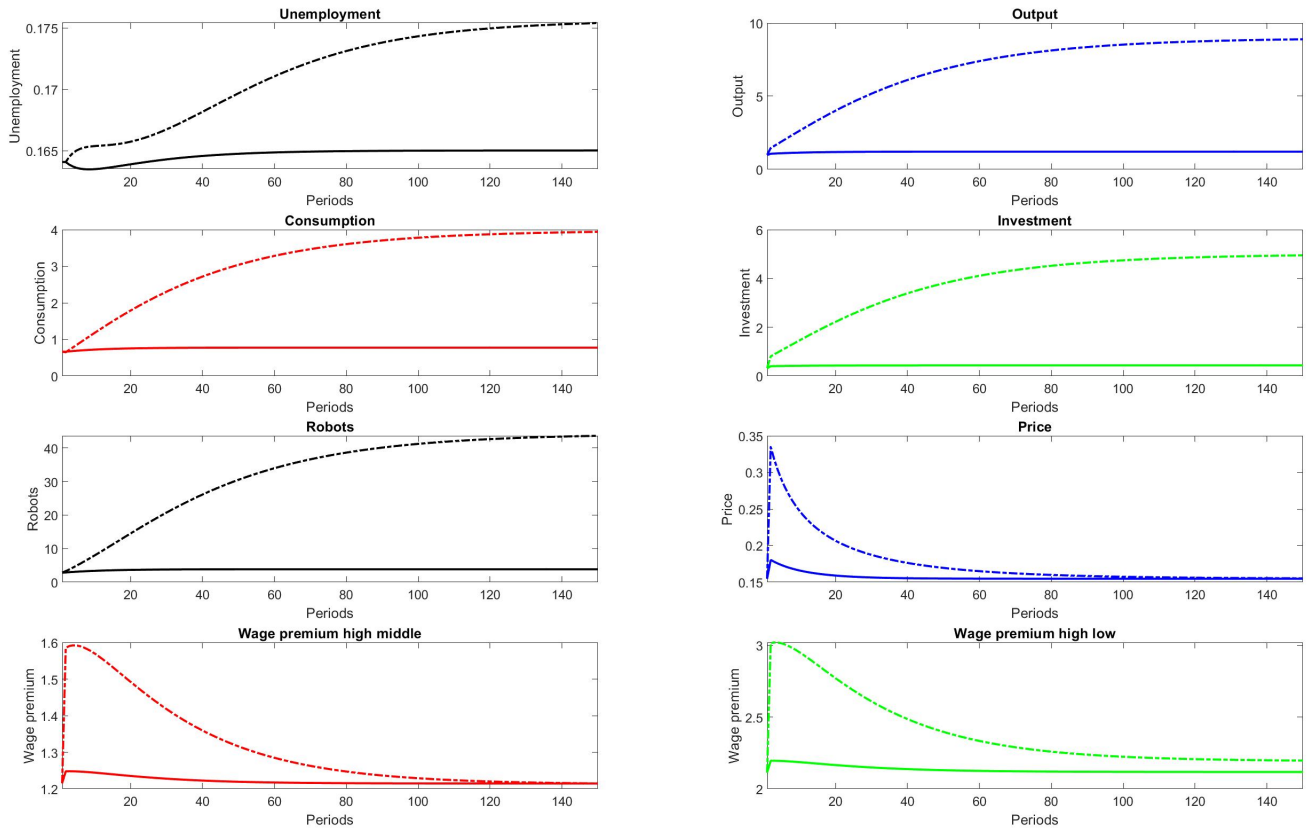 Unemployment
Unemployment
0.175
0.17
0.165
20 40 60 80 100 120 140
Periods
Output
Output
10
5
0
20 40 60 80 100 120 140
Periods
Consumption
Consumption
4
3
2
1
0
20 40 60 80 100 120 140
Periods
Investment
Investment
6
4
2
0
20 40 60 80 100 120 140
Periods
Robots
Robots
40
30
20
10
0
20 40 60 80 100 120 140
Periods
Price
Price
0.35
0.3
0.25
0.2
0.15
20 40 60 80 100 120 140
Periods
Wage premium high middle
Wage premium
1.6
1.5
1.4
1.3
1.2
20 40 60 80 100 120 140
Periods
Wage premium high low
Wage premium
3
2.5
2
20 40 60 80 100 120 140
Periods